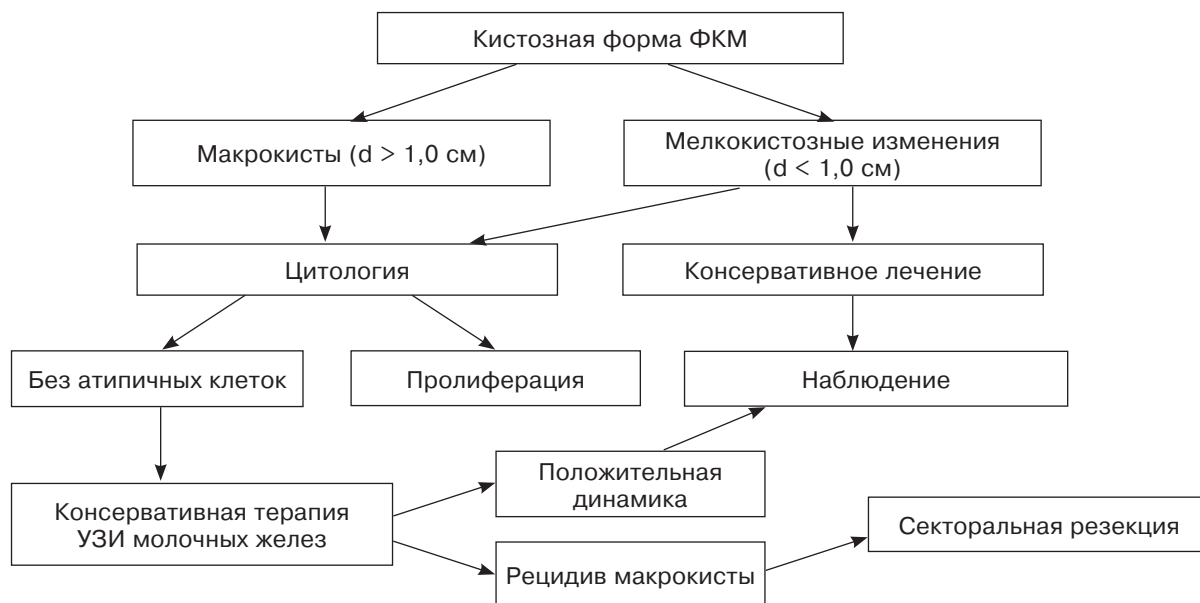 Кистозная форма ФКМ
Макрокисты (d > 1,0 см)
Мелкокистозные изменения
(d < 1,0 см)
Цитология
Консервативное лечение
Без атипичных клеток
Пролиферация
Наблюдение
Положительная
динамика
Консервативная терапия
УЗИ молочных желез
Секторальная резекция
Рецидив макрокисты